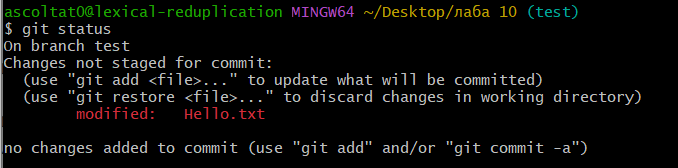 ascoltat0@lexical-reduplication MINGW64 ~/Desktop/лаба 10 (test)
$ git status
On branch test
Changes not staged for commit:
  (use "git add <file>..." to update what will be committed)
  (use "git restore <file>..." to discard changes in working directory)
        modified:   Hello.txt

no changes added to commit (use "git add" and/or "git commit -a")